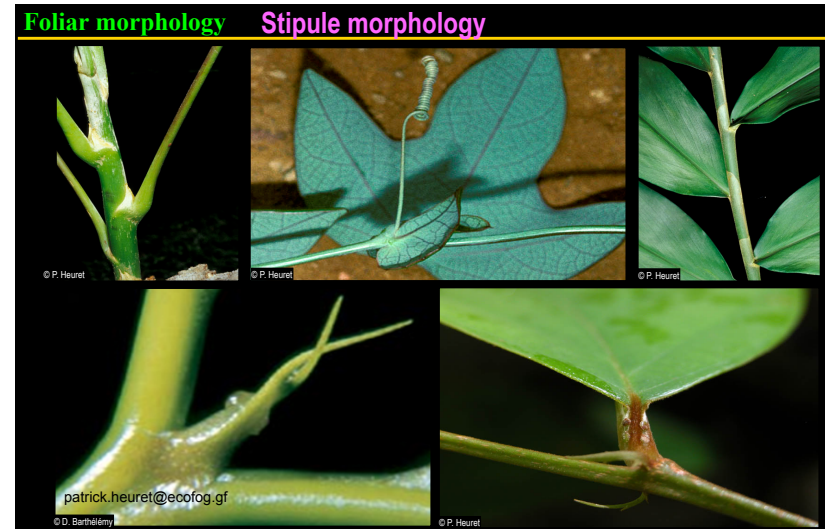 Foliar morphology Stipule morphology
© P. Heuret
© P. Heuret
© P. Heuret
patrick.heuret@ecofog.gf
© D. Barthélémy
© P. Heuret